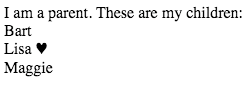 I am a parent. These are my children:
Bart
Lisa ♥
Maggie